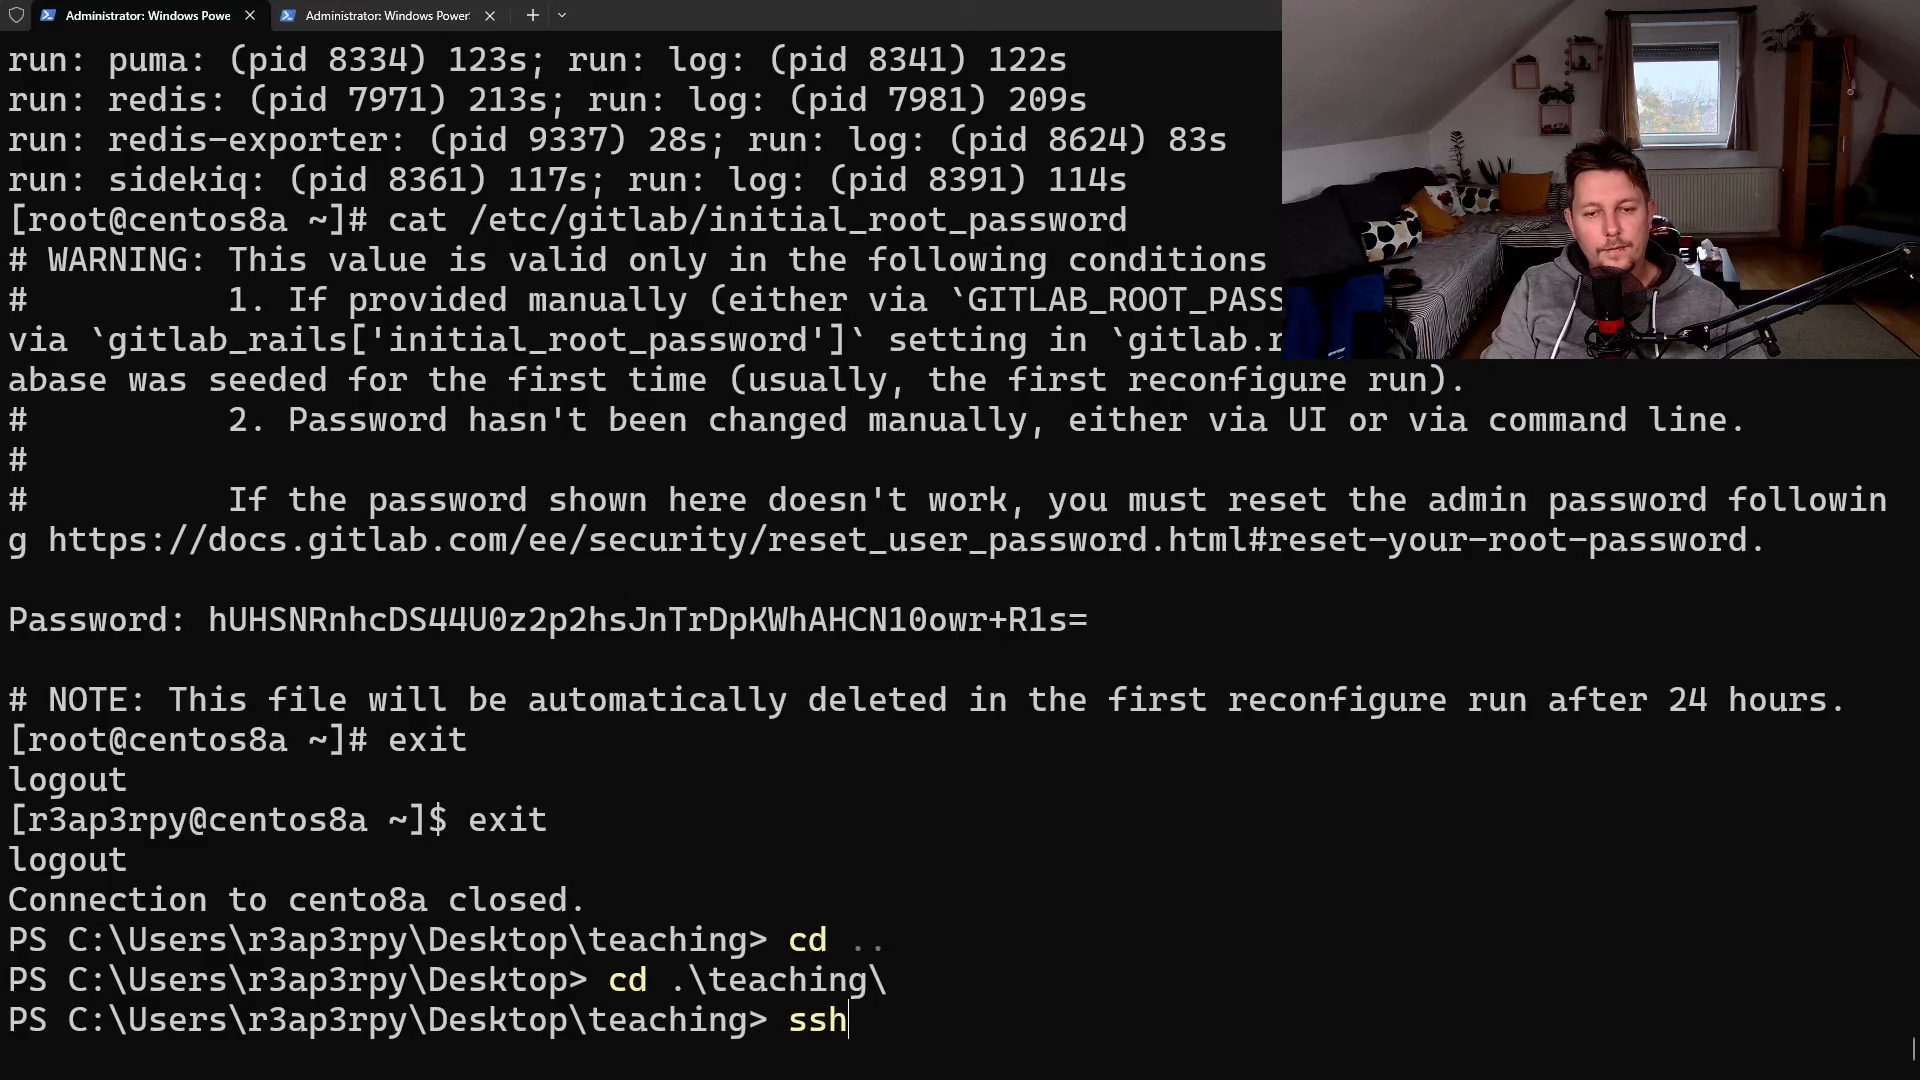 Administrator: Windows Powe
Administrator: Windows Power
run: puma: (pid 8334) 123s; run: log: (pid 8341) 122s
run: redis: (pid 7971) 213s; run: log: (pid 7981) 209s
run: redis-exporter: (pid 9337) 28s; run: log: (pid 8624) 83s
run: sidekiq: (pid 8361) 117s; run: log: (pid 8391) 114s
[root@centos8a ~]# cat /etc/gitlab/initial_root_password
# WARNING: This value is valid only in the following conditions
# 1. If provided manually (either via `GITLAB_ROOT_PASS
via `gitlab_rails['initial_root_password']` setting in `gitlab.r
abase was seeded for the first time (usually, the first reconfigure run).
# 2. Password hasn't been changed manually, either via UI or via command line.
#
# If the password shown here doesn't work, you must reset the admin password followin
g https://docs.gitlab.com/ee/security/reset_user_password.html#reset-your-root-password.
Password: hUHSNRnhcDS44U0z2p2hsJnTrDpKWhAHCN10owr+R1s=
# NOTE: This file will be automatically deleted in the first reconfigure run after 24 hours.
[root@centos8a ~]# exit
logout
[r3ap3rpy@centos8a ~]$ exit
logout
Connection to cento8a closed.
PS C:\Users\r3ap3rpy\Desktop\teaching> cd ..
PS C:\Users\r3ap3rpy\Desktop> cd .\teaching\
PS C:\Users\r3ap3rpy\Desktop\teaching> ssh